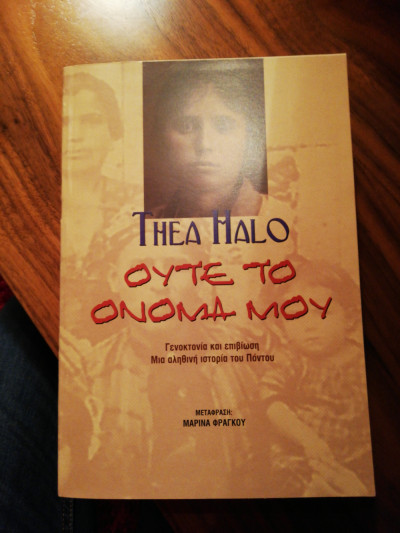 THEA HALO
ΟΥΤΕ ΤΟ
ΟΝΟΜΑ ΜΟΥ
Γενοκτονία και επιβίωση
Μια αληθινή ιστορία του Πόντου
ΜΕΤΑΦΡΑΣΗ:
ΜΑΡΙΝΑ ΦΡΑΓΚΟΥ